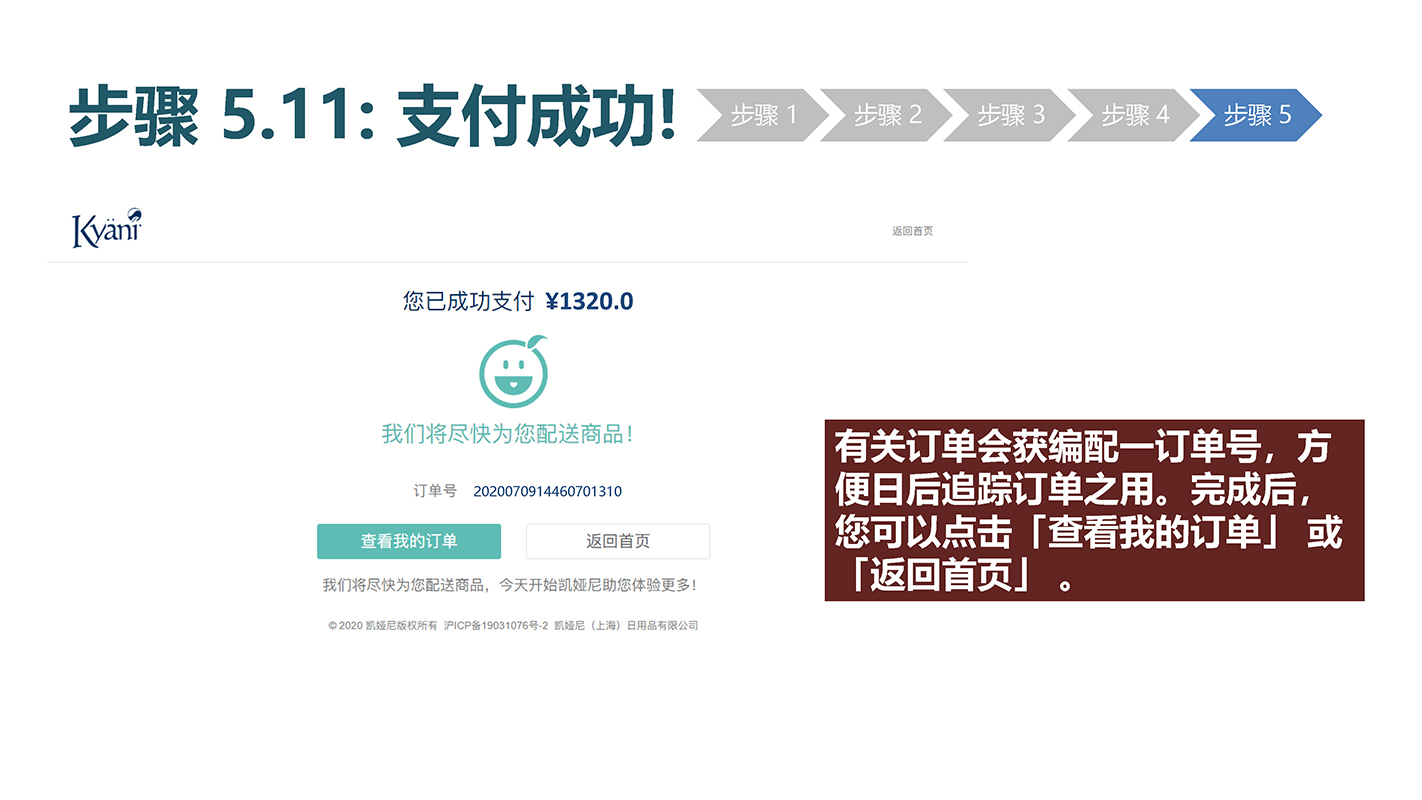 步骤 5.11: 支付成功!
步骤 1
步骤 2
步骤 3
步骤 4
步骤 5
Kyäni
返回首页
您已成功支付 ¥1320.0
我们将尽快为您配送商品！
订单号 2020070914460701310
查看我的订单
返回首页
我们将尽快为您配送商品，今天开始凯娅尼助您体验更多！
© 2020 凯娅尼版权所有 沪ICP备19031076号-2 凯娅尼（上海）日用品有限公司
有关订单会获编配一订单号，方
便日后追踪订单之用。完成后，
您可以点击「查看我的订单」 或
「返回首页」 。